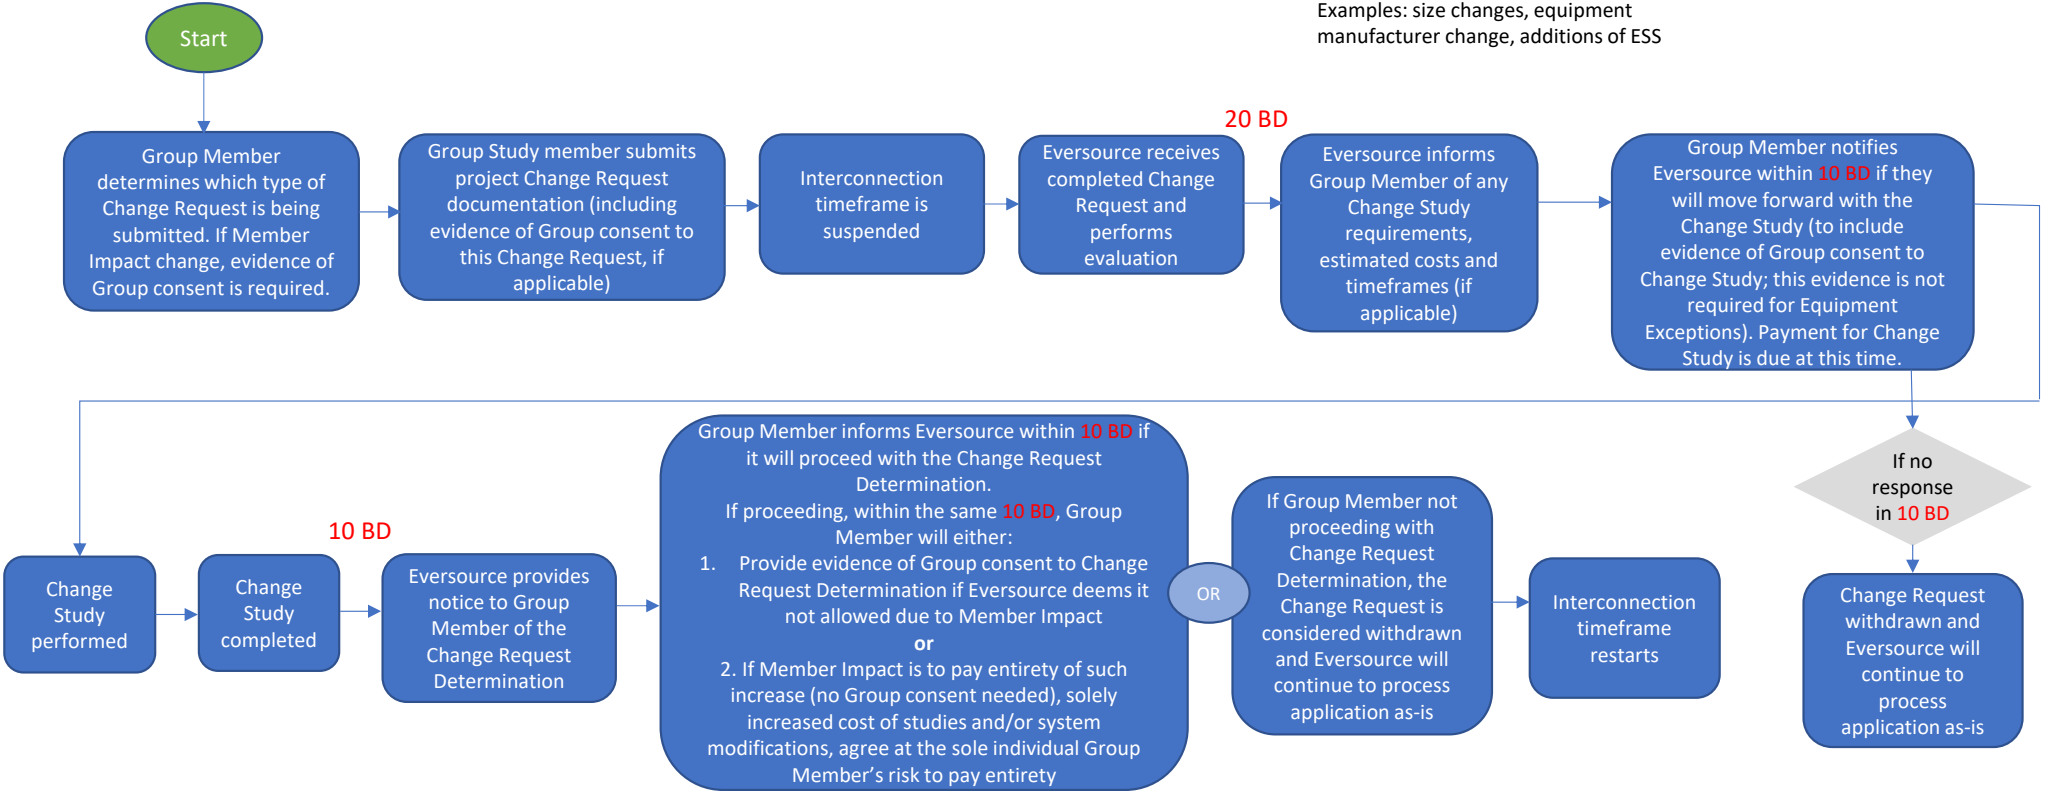 Examples: size changes, equipment
manufacturer change, additions of ESS
Start
Group Member
determines which type of
Change Request is being
submitted. If Member
Impact change, evidence of
Group consent is required.
Group Study member submits
project Change Request
documentation (including
evidence of Group consent to
this Change Request, if
applicable)
Interconnection
timeframe is
suspended
Eversource receives
completed Change
Request and
performs
evaluation
20 BD
Eversource informs
Group Member of any
Change Study
requirements,
estimated costs and
timeframes (if
applicable)
Group Member notifies
Eversource within 10 BD if they
will move forward with the
Change Study (to include
evidence of Group consent to
Change Study; this evidence is not
required for Equipment
Exceptions). Payment for Change
Study is due at this time.
If no
response
in 10 BD
Change Request
withdrawn and
Eversource will
continue to
process
application as-is
Change
Study
performed
Change
Study
completed
10 BD
Eversource provides
notice to Group
Member of the
Change Request
Determination
Group Member informs Eversource within 10 BD if
it will proceed with the Change Request
Determination.
If proceeding, within the same 10 BD, Group
Member will either:
1. Provide evidence of Group consent to Change
Request Determination if Eversource deems it
not allowed due to Member Impact
or
2. If Member Impact is to pay entirety of such
increase (no Group consent needed), solely
increased cost of studies and/or system
modifications, agree at the sole individual Group
Member's risk to pay entirety
OR
If Group Member not
proceeding with
Change Request
Determination, the
Change Request is
considered withdrawn
and Eversource will
continue to process
application as-is
Interconnection
timeframe
restarts